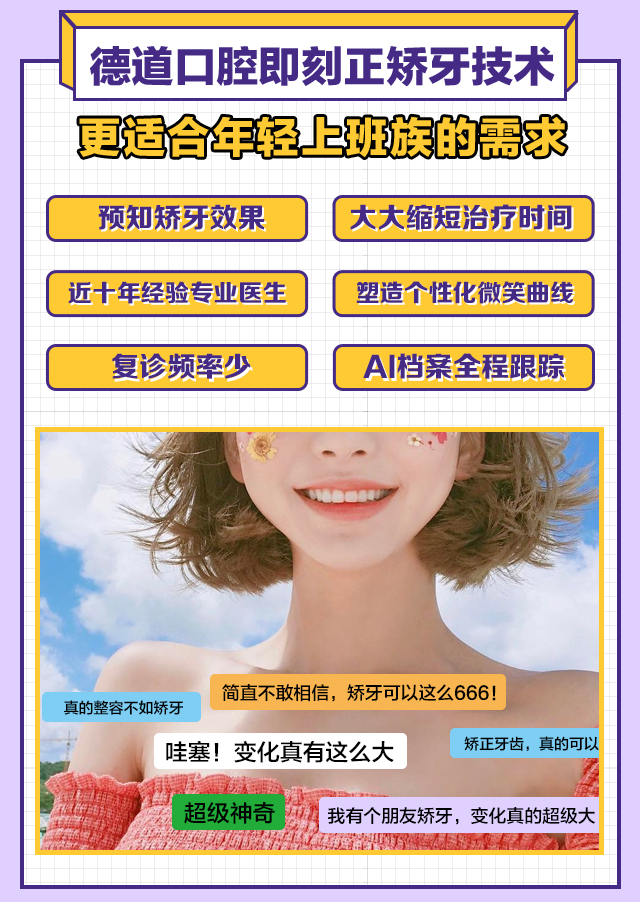 德道口腔即刻正矫牙技术
更适合年轻上班族的需求
预知矫牙效果
大大缩短治疗时间
近十年经验专业医生
塑造个性化微笑曲线
复诊频率少
AI档案全程跟踪
简直不敢相信，矫牙可以这么666！
真的整容不如矫牙
矫正牙齿，真的可以
哇塞！变化真有这么大
超级神奇
我有个朋友矫牙，变化真的超级大